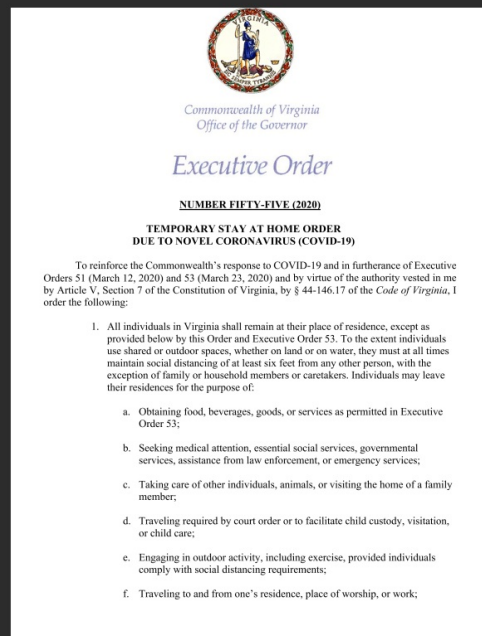 VIRGINIA
SIC SEMPER TYRANNIS
Commonwealth of Virginia
Office of the Governor
Executive Order
NUMBER FIFTY-FIVE (2020)
TEMPORARY STAY AT HOME ORDER
DUE TO NOVEL CORONAVIRUS (COVID-19)
To reinforce the Commonwealth's response to COVID-19 and in furtherance of Executive
Orders 51 (March 12, 2020) and 53 (March 23, 2020) and by virtue of the authority vested in me
by Article V, Section 7 of the Constitution of Virginia, by § 44-146.17 of the Code of Virginia, I
order the following:
1. All individuals in Virginia shall remain at their place of residence, except as
provided below by this Order and Executive Order 53. To the extent individuals
use shared or outdoor spaces, whether on land or on water, they must at all times
maintain social distancing of at least six feet from any other person, with the
exception of family or household members or caretakers. Individuals may leave
their residences for the purpose of:
a. Obtaining food, beverages, goods, or services as permitted in Executive
Order 53;
b. Seeking medical attention, essential social services, governmental
services, assistance from law enforcement, or emergency services;
c. Taking care of other individuals, animals, or visiting the home of a family
member;
d. Traveling required by court order or to facilitate child custody, visitation,
or child care;
e. Engaging in outdoor activity, including exercise, provided individuals
comply with social distancing requirements;
f. Traveling to and from one's residence, place of worship, or work;